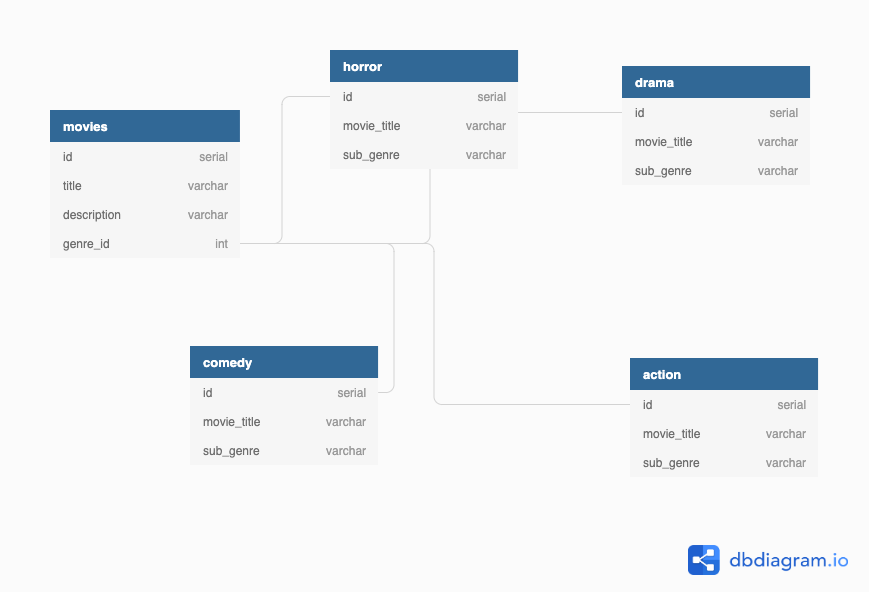 movies
id serial
title varchar
description varchar
genre_id int
horror
id serial
movie_title varchar
sub_genre varchar
drama
id serial
movie_title varchar
sub_genre varchar
comedy
id serial
movie_title varchar
sub_genre varchar
action
id serial
movie_title varchar
sub_genre varchar
dbdiagram.io